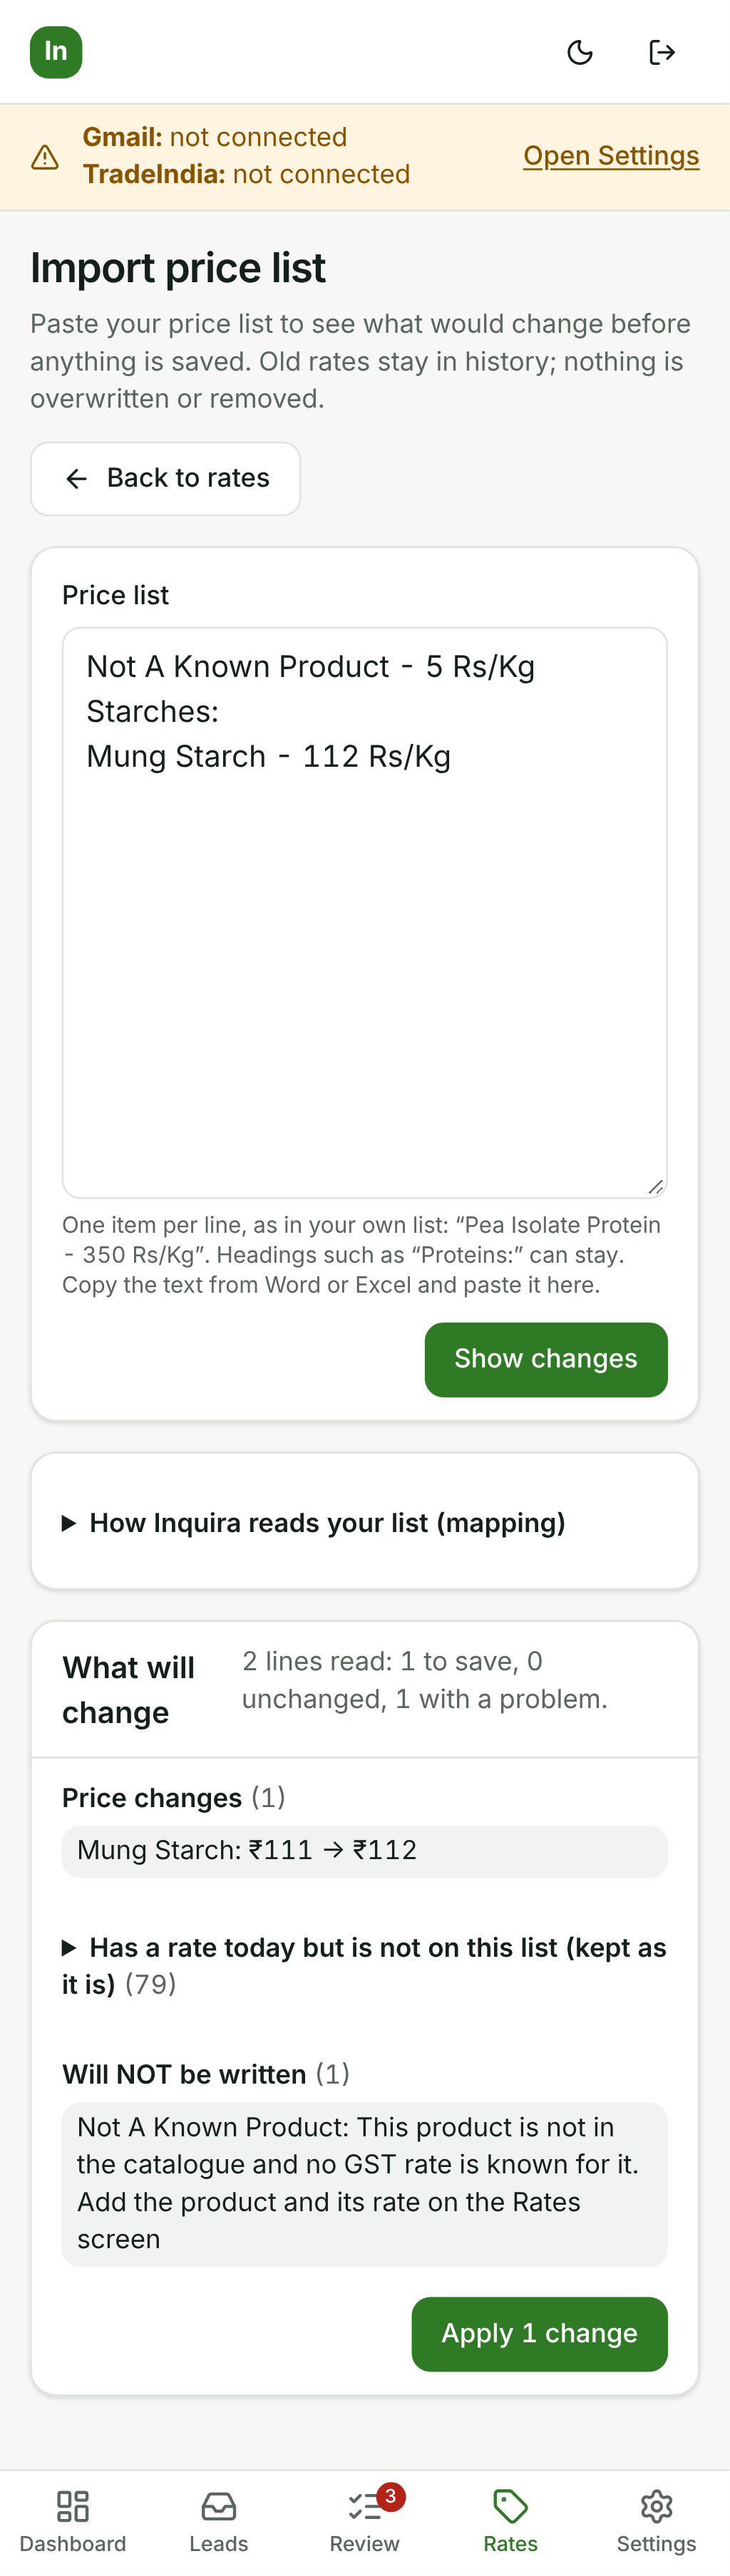 In
Gmail: not connected
TradeIndia: not connected
Open Settings
Import price list
Paste your price list to see what would change before
anything is saved. Old rates stay in history; nothing is
overwritten or removed.
← Back to rates
Price list
Not A Known Product - 5 Rs/Kg
Starches:
Mung Starch - 112 Rs/Kg
One item per line, as in your own list: “Pea Isolate Protein
- 350 Rs/Kg”. Headings such as “Proteins:” can stay.
Copy the text from Word or Excel and paste it here.
Show changes
How Inquira reads your list (mapping)
What will
change
2 lines read: 1 to save, 0
unchanged, 1 with a problem.
Price changes (1)
Mung Starch: ₹111 → ₹112
Has a rate today but is not on this list (kept as
it is) (79)
Will NOT be written (1)
Not A Known Product: This product is not in
the catalogue and no GST rate is known for it.
Add the product and its rate on the Rates
screen
Apply 1 change
3
Dashboard
Leads
Review
Rates
Settings